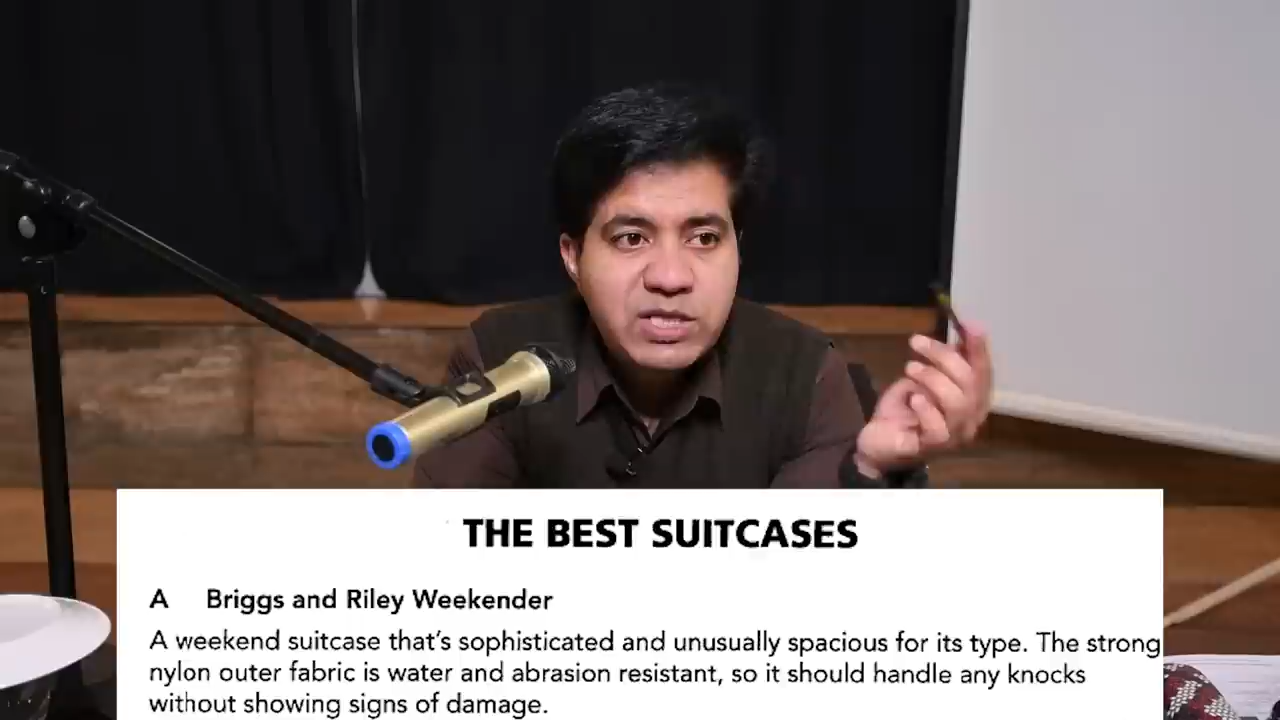 THE BEST SUITCASES
A Briggs and Riley Weekender
A weekend suitcase that's sophisticated and unusually spacious for its type. The strong
nylon outer fabric is water and abrasion resistant, so it should handle any knocks
without showing signs of damage.